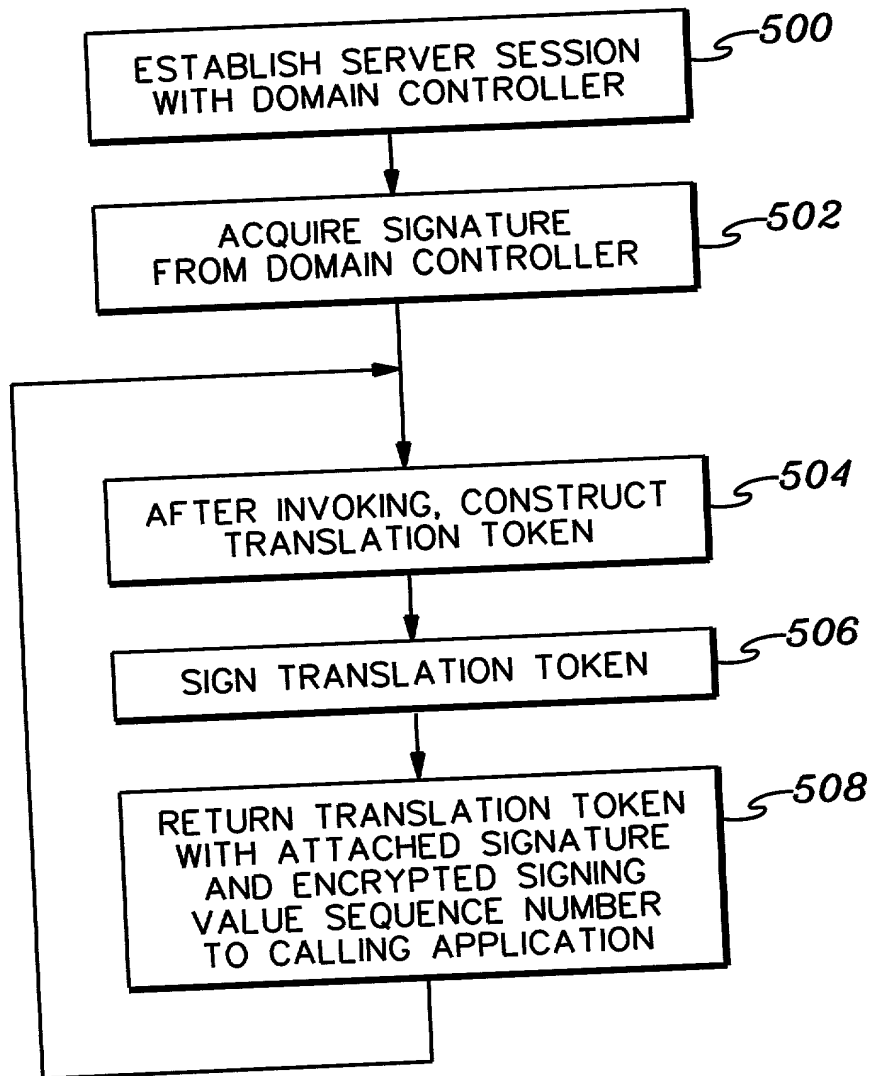 ESTABLISH SERVER SESSION
WITH DOMAIN CONTROLLER
500
ACQUIRE SIGNATURE
FROM DOMAIN CONTROLLER
502
AFTER INVOKING, CONSTRUCT
TRANSLATION TOKEN
504
SIGN TRANSLATION TOKEN
506
RETURN TRANSLATION TOKEN
WITH ATTACHED SIGNATURE
AND ENCRYPTED SIGNING
VALUE SEQUENCE NUMBER
TO CALLING APPLICATION
508